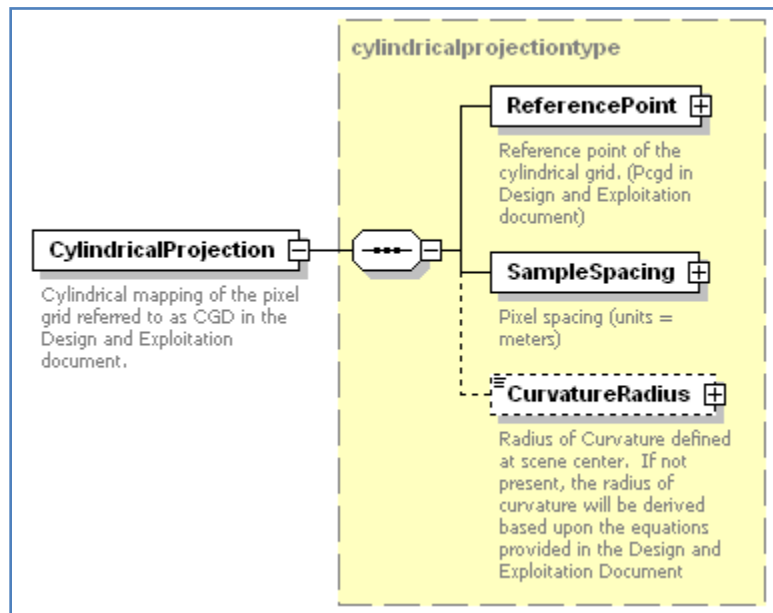 cylindricalprojectiontype
ReferencePoint
Reference point of the
cylindrical grid. (Pcgd in
Design and Exploitation
document)
CylindricalProjection
Cylindrical mapping of the pixel
grid referred to as CGD in the
Design and Exploitation
document.
SampleSpacing
Pixel spacing (units =
meters)
CurvatureRadius
Radius of Curvature defined
at scene center.  If not
present, the radius of
curvature will be derived
based upon the equations
provided in the Design and
Exploitation Document